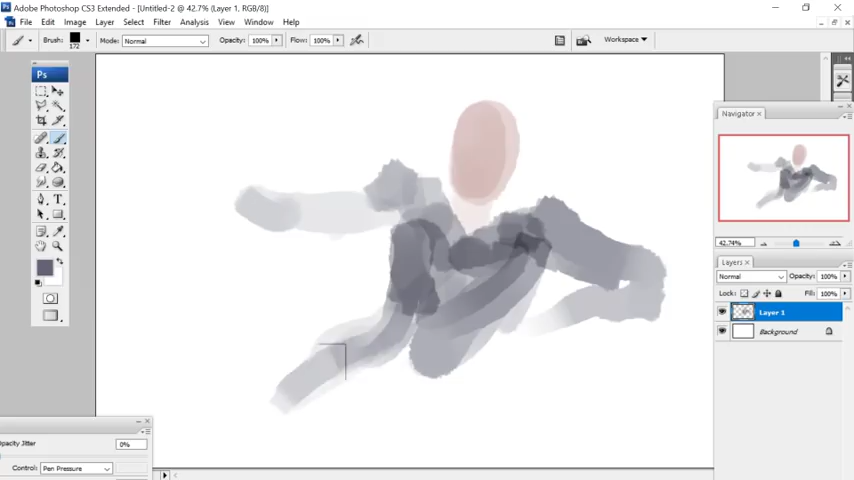 Adobe Photoshop CS3 Extended - [Untitled-2 @ 42.7% (Layer 1, RGB/8)]
File Edit Image Layer Select Filter Analysis View Window Help
Brush: 172 Mode: Normal Opacity: 100% Flow: 100% Workspace
Ps
Navigator
T
42.74%
Layers
Normal Opacity: 100%
Lock: Fill: 100%
Layer 1
Background
Opacity Jitter 0%
Control: Pen Pressure